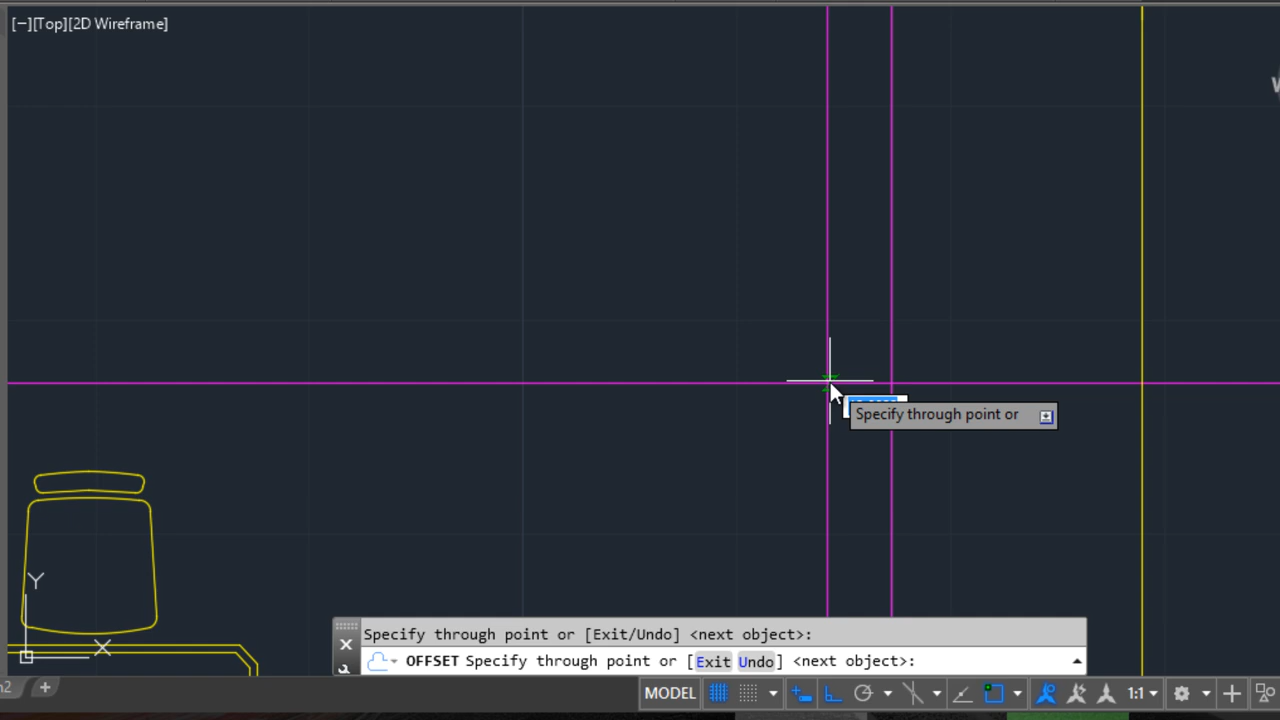 [−][Top][2D Wireframe]
W
Specify through point or
Y
X
Specify through point or [Exit/Undo] <next object>:
OFFSET Specify through point or [Exit Undo] <next object>:
MODEL
1:1